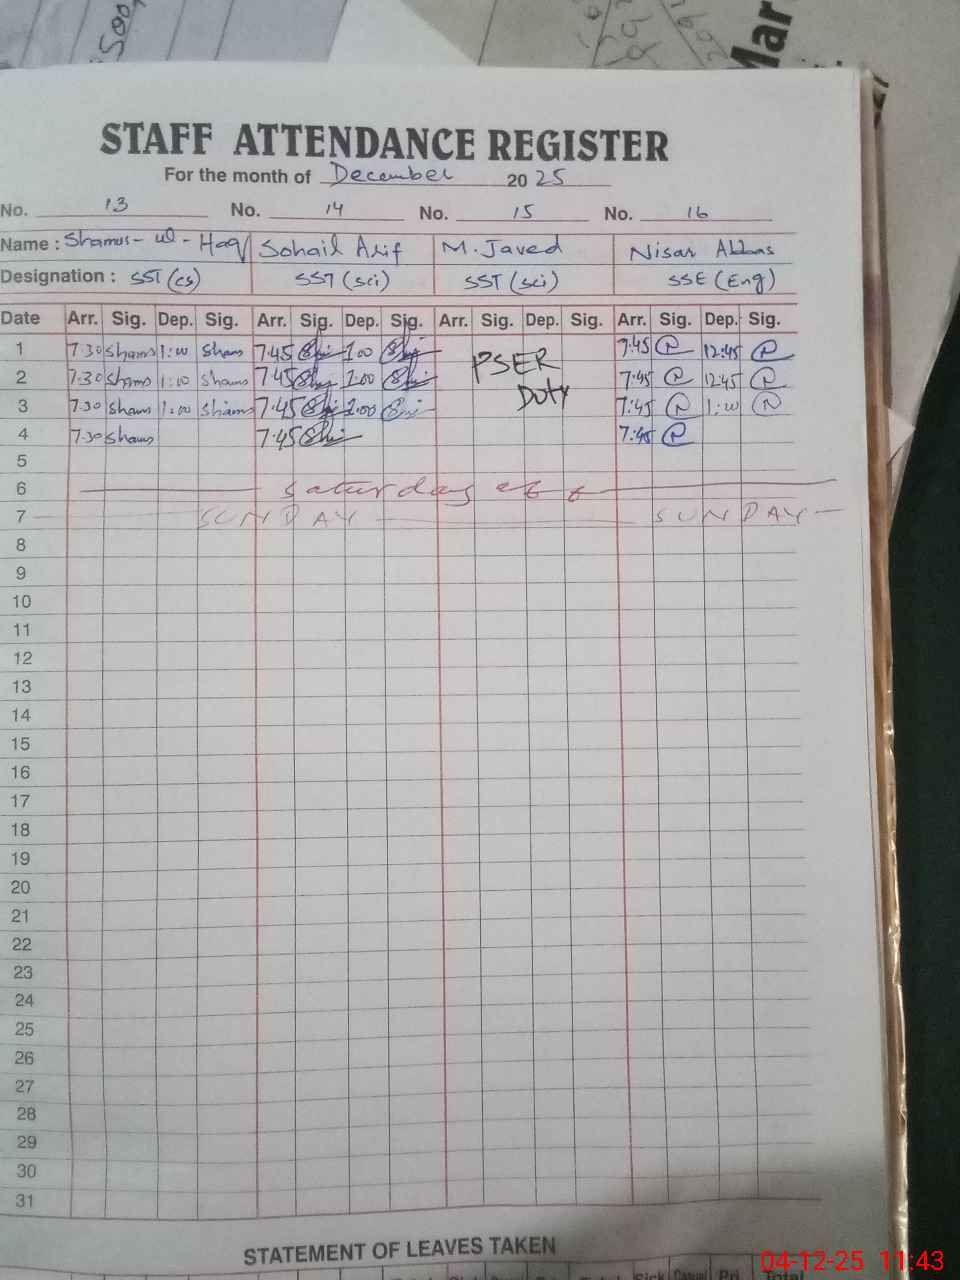 STAFF ATTENDANCE REGISTER
For the month of December 2025
No. 13 No. 14 No. 15 No. 16
Name : Shamus-ul-Haq Sohail Arif M. Javed Nisar Abbas
Designation : SST (cs) SST (sci) SST (sci) SSE (Eng)
Date Arr. Sig. Dep. Sig. Arr. Sig. Dep. Sig. Arr. Sig. Dep. Sig. Arr. Sig. Dep. Sig.
1 7.30 Shams 1:00 Shams 7.45 1.00 PSER 7:45 12:45
2 7.30 Shams 1:00 Shams 7.45 1.00 DUTY 7:45 12:45
3 7.30 Shams 1:00 Shams 7.45 1.00 7:45 1:00
4 7.30 Shams 7.45 7:45
5
6 Saturday off
7 SUNDAY SUNDAY
8
9
10
11
12
13
14
15
16
17
18
19
20
21
22
23
24
25
26
27
28
29
30
31
STATEMENT OF LEAVES TAKEN
Sick Casual Pri. Total
04-12-25 11:43